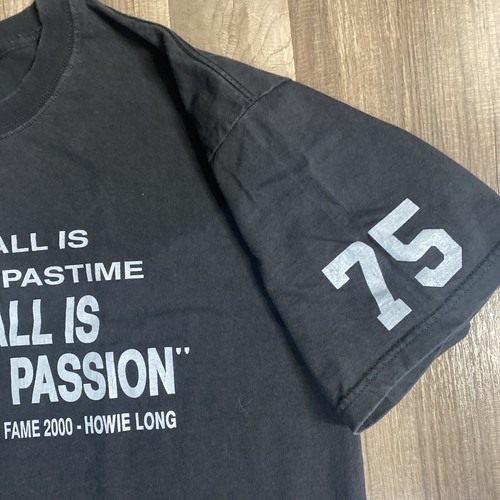 ALL IS
PASTIME
ALL IS
PASSION"
FAME 2000 - HOWIE LONG
75